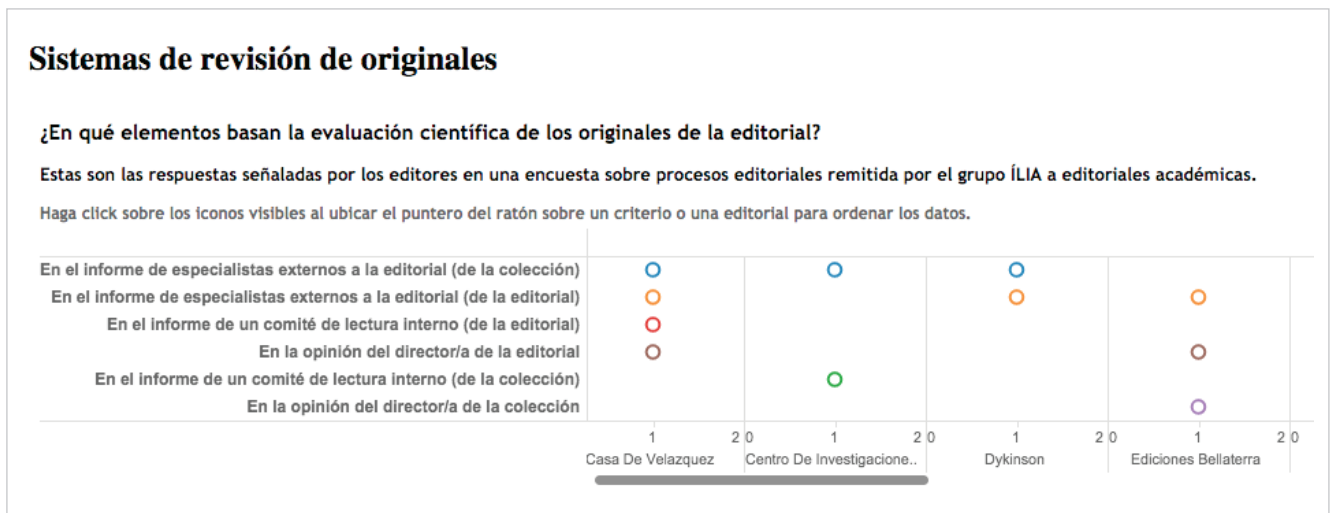 Sistemas de revisión de originales
¿En qué elementos basan la evaluación científica de los originales de la editorial?
Estas son las respuestas señaladas por los editores en una encuesta sobre procesos editoriales remitida por el grupo ÍLIA a editoriales académicas.
Haga click sobre los iconos visibles al ubicar el puntero del ratón sobre un criterio o una editorial para ordenar los datos.
En el informe de especialistas externos a la editorial (de la colección)
En el informe de especialistas externos a la editorial (de la editorial)
En el informe de un comité de lectura interno (de la editorial)
En la opinión del director/a de la editorial
En el informe de un comité de lectura interno (de la colección)
En la opinión del director/a de la colección
1 2 0 1 2 0 1 2 0 1 2 0
Casa De Velazquez Centro De Investigacione.. Dykinson Ediciones Bellaterra